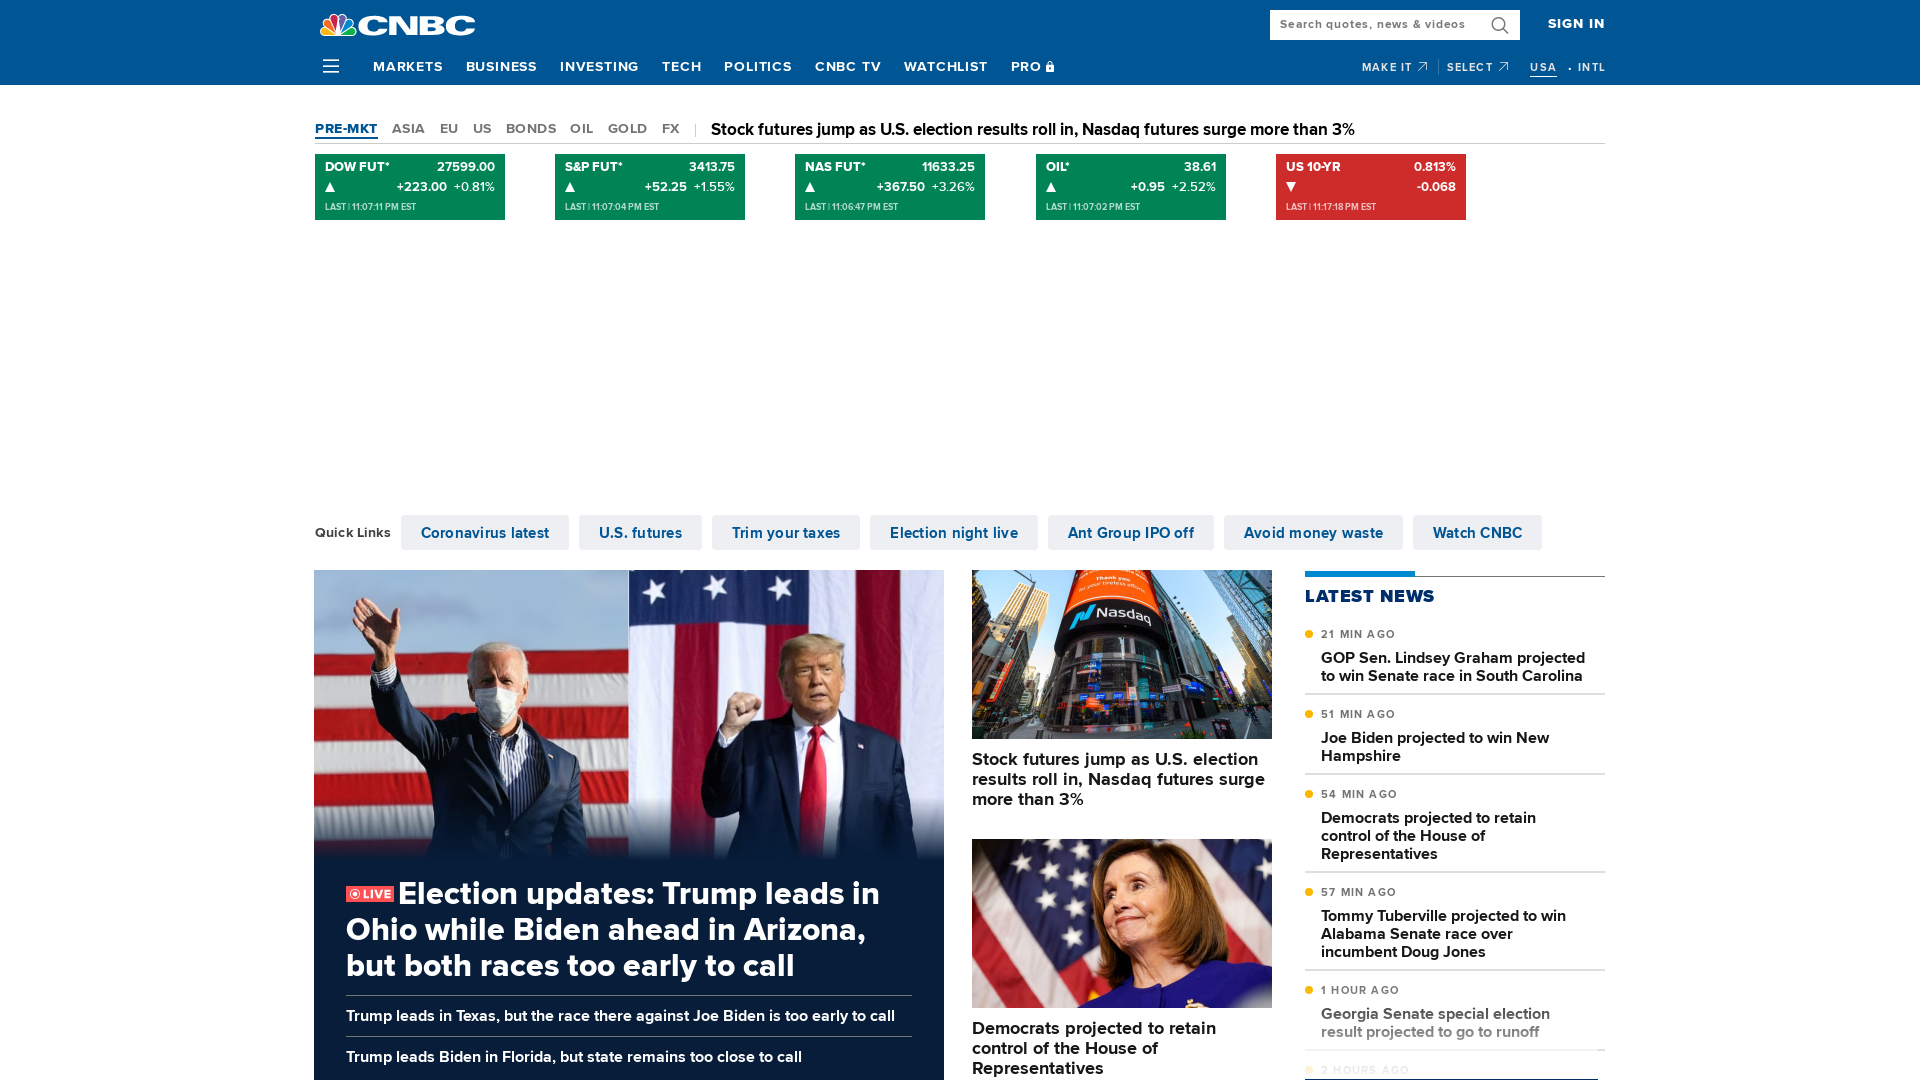 CNBC
Search quotes, news & videos
SIGN IN
MARKETS BUSINESS INVESTING TECH POLITICS CNBC TV WATCHLIST PRO
MAKE IT SELECT USA • INTL
PRE-MKT ASIA EU US BONDS OIL GOLD FX
Stock futures jump as U.S. election results roll in, Nasdaq futures surge more than 3%
DOW FUT* 27599.00
+223.00 +0.81%
LAST | 11:07:11 PM EST
S&P FUT* 3413.75
+52.25 +1.55%
LAST | 11:07:04 PM EST
NAS FUT* 11633.25
+367.50 +3.26%
LAST | 11:06:47 PM EST
OIL* 38.61
+0.95 +2.52%
LAST | 11:07:02 PM EST
US 10-YR 0.813%
-0.068
LAST | 11:17:18 PM EST
Quick Links Coronavirus latest U.S. futures Trim your taxes Election night live Ant Group IPO off Avoid money waste Watch CNBC
LIVE Election updates: Trump leads in
Ohio while Biden ahead in Arizona,
but both races too early to call
Trump leads in Texas, but the race there against Joe Biden is too early to call
Trump leads Biden in Florida, but state remains too close to call
Thank you
Nasdaq
Stock futures jump as U.S. election
results roll in, Nasdaq futures surge
more than 3%
Democrats projected to retain
control of the House of
Representatives
LATEST NEWS
21 MIN AGO
GOP Sen. Lindsey Graham projected
to win Senate race in South Carolina
51 MIN AGO
Joe Biden projected to win New
Hampshire
54 MIN AGO
Democrats projected to retain
control of the House of
Representatives
57 MIN AGO
Tommy Tuberville projected to win
Alabama Senate race over
incumbent Doug Jones
1 HOUR AGO
Georgia Senate special election
result projected to go to runoff
2 HOURS AGO